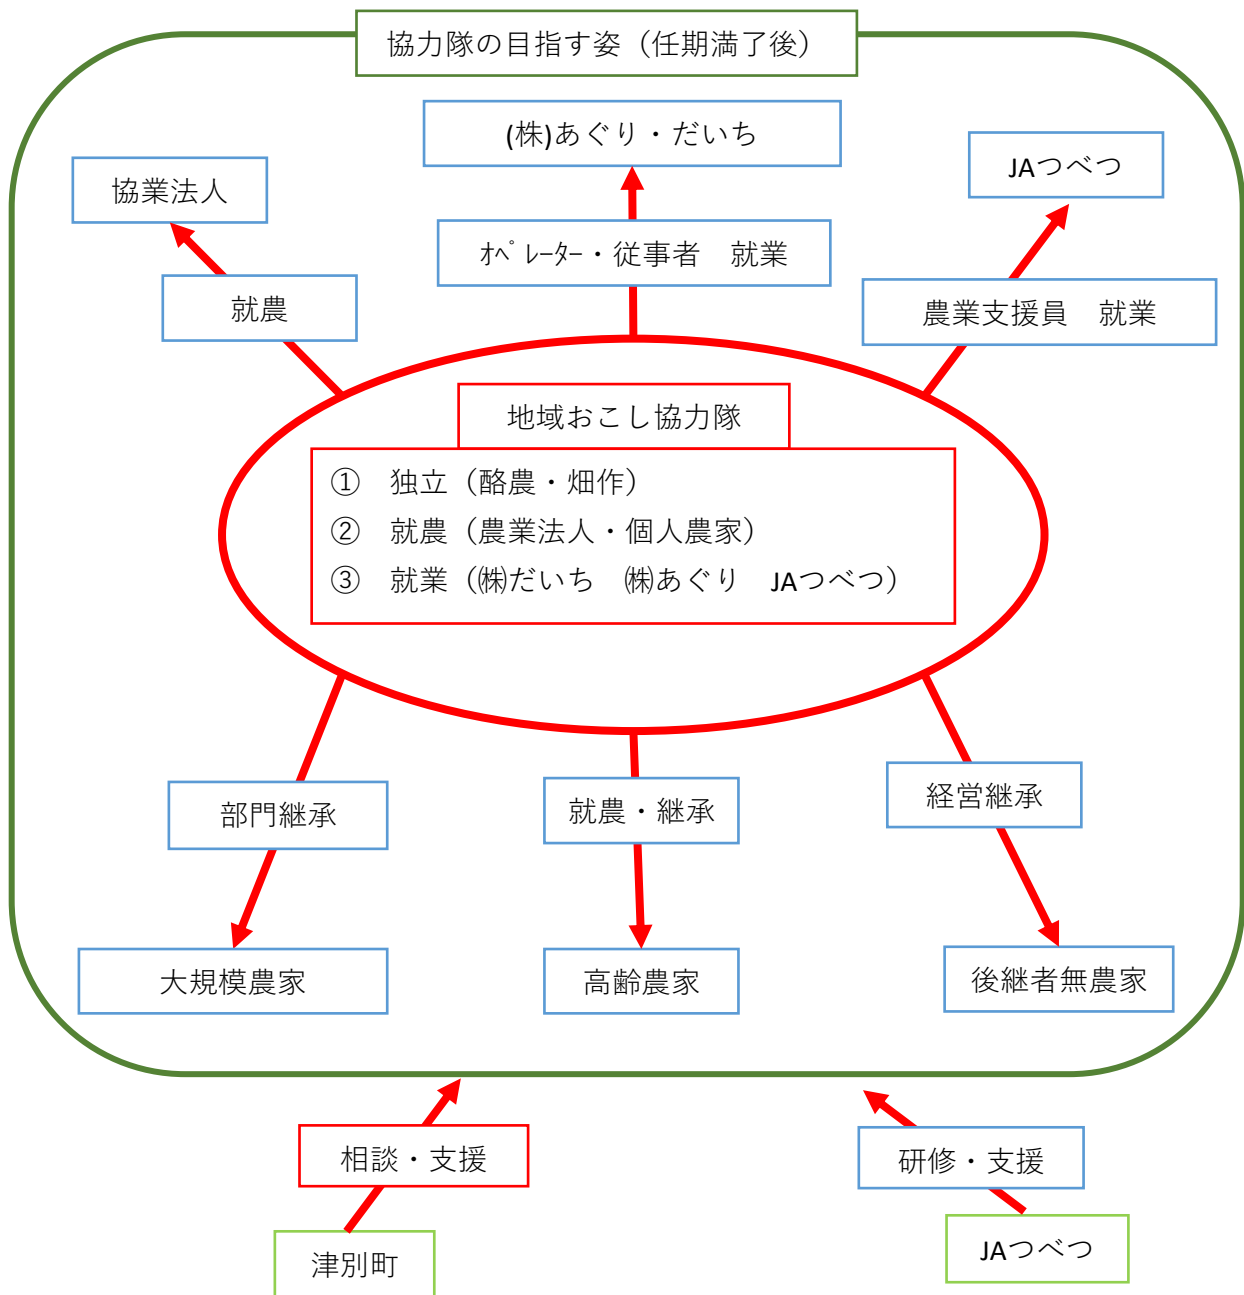 協力隊の目指す姿（任期満了後）
(株)あぐり・だいち
JAつべつ
協業法人
ｵﾍﾟﾚｰﾀｰ・従事者　就業
就農
農業支援員　就業
地域おこし協力隊
①　独立（酪農・畑作）
②　就農（農業法人・個人農家）
③　就業（㈱だいち　㈱あぐり　JAつべつ）
部門継承
就農・継承
経営継承
大規模農家
高齢農家
後継者無農家
相談・支援
研修・支援
津別町
JAつべつ